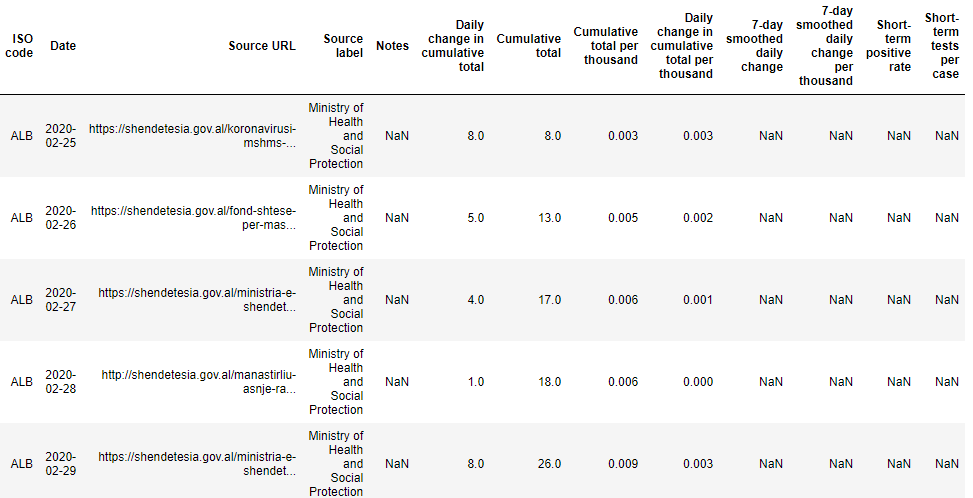 ISO code Date Source URL Source label Notes Daily change in cumulative total Cumulative total Cumulative total per thousand Daily change in cumulative total per thousand 7-day smoothed daily change 7-day smoothed daily change per thousand Short-term positive rate Short-term tests per case
ALB 2020-02-25 https://shendetesia.gov.al/koronavirusi-mshms-... Ministry of Health and Social Protection NaN 8.0 8.0 0.003 0.003 NaN NaN NaN NaN
ALB 2020-02-26 https://shendetesia.gov.al/fond-shtese-per-mas... Ministry of Health and Social Protection NaN 5.0 13.0 0.005 0.002 NaN NaN NaN NaN
ALB 2020-02-27 https://shendetesia.gov.al/ministria-e-shendet... Ministry of Health and Social Protection NaN 4.0 17.0 0.006 0.001 NaN NaN NaN NaN
ALB 2020-02-28 http://shendetesia.gov.al/manastirliu-asnje-ra... Ministry of Health and Social Protection NaN 1.0 18.0 0.006 0.000 NaN NaN NaN NaN
ALB 2020-02-29 https://shendetesia.gov.al/ministria-e-shendet... Ministry of Health and Social Protection NaN 8.0 26.0 0.009 0.003 NaN NaN NaN NaN